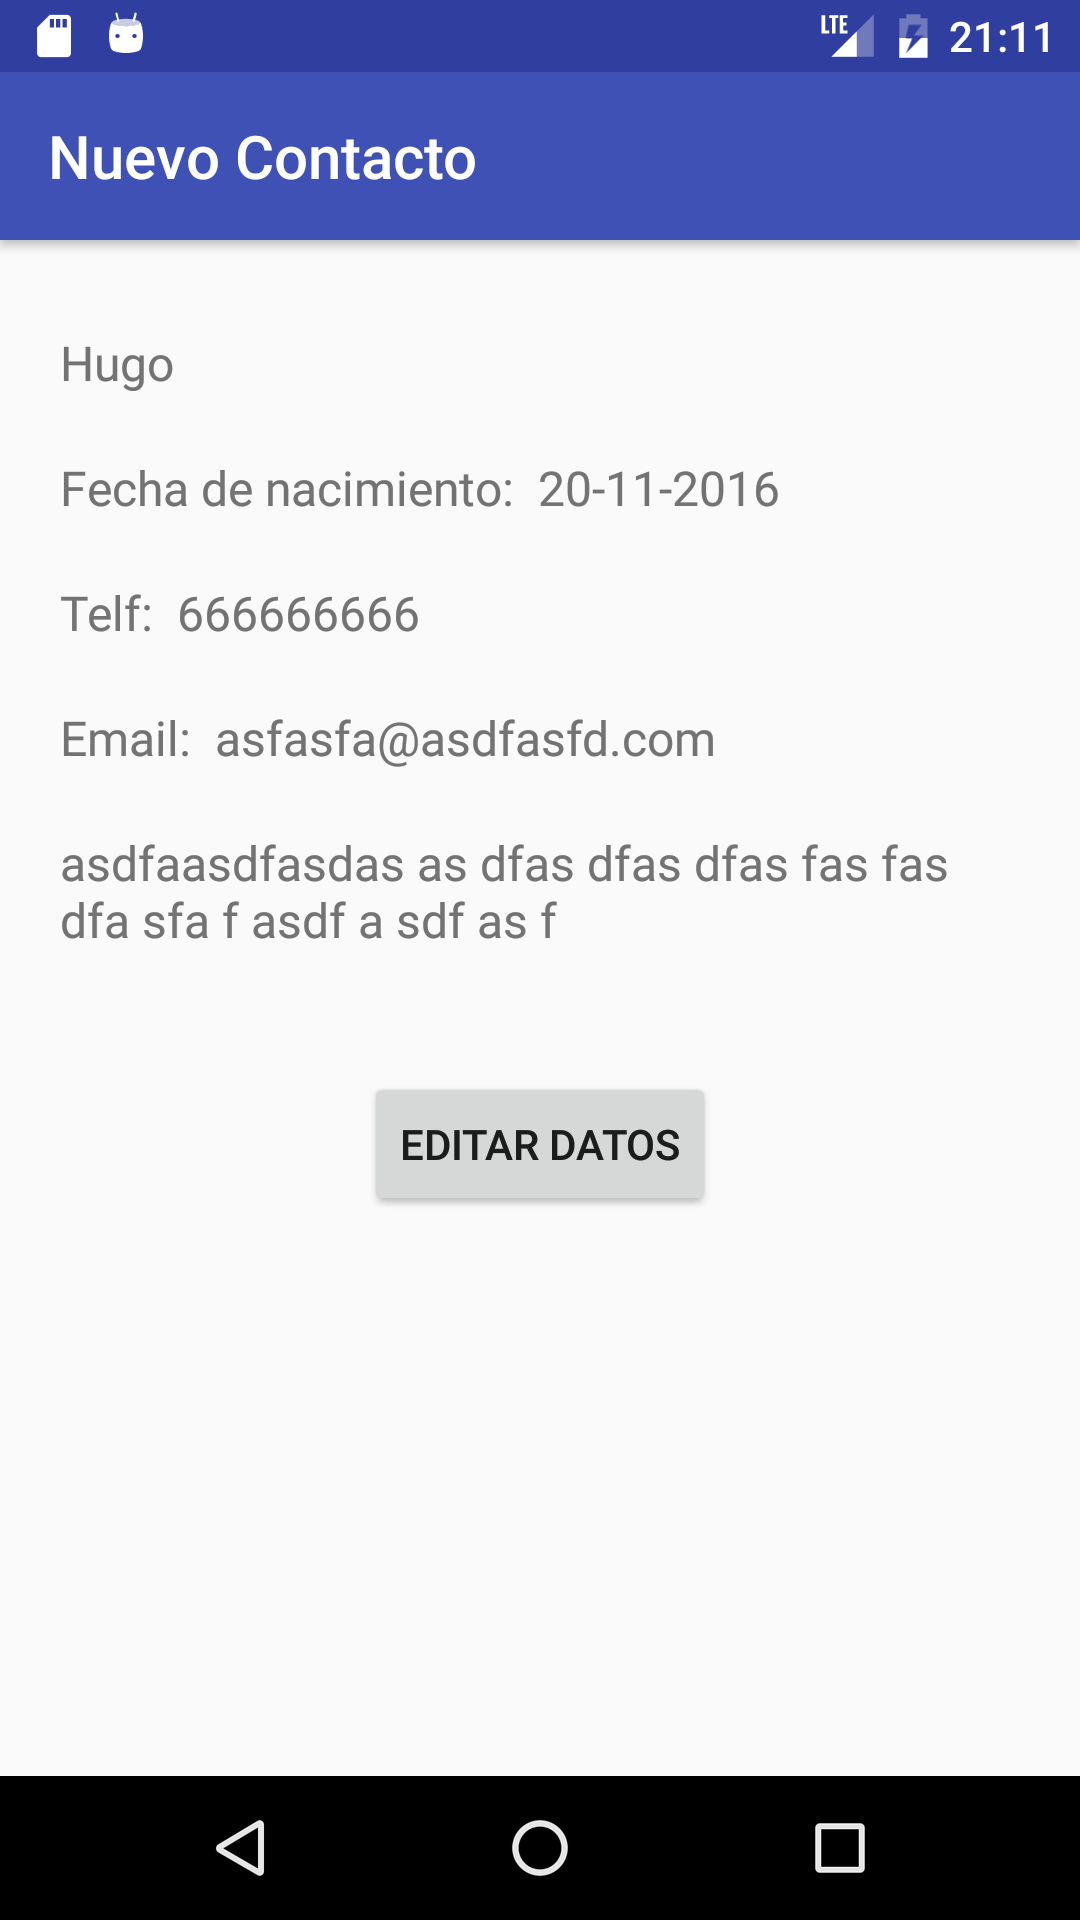 LTE 21:11
Nuevo Contacto
Hugo
Fecha de nacimiento: 20-11-2016
Telf: 666666666
Email: asfasfa@asdfasfd.com
asdfaasdfasdas as dfas dfas dfas fas fas
dfa sfa f asdf a sdf as f
EDITAR DATOS